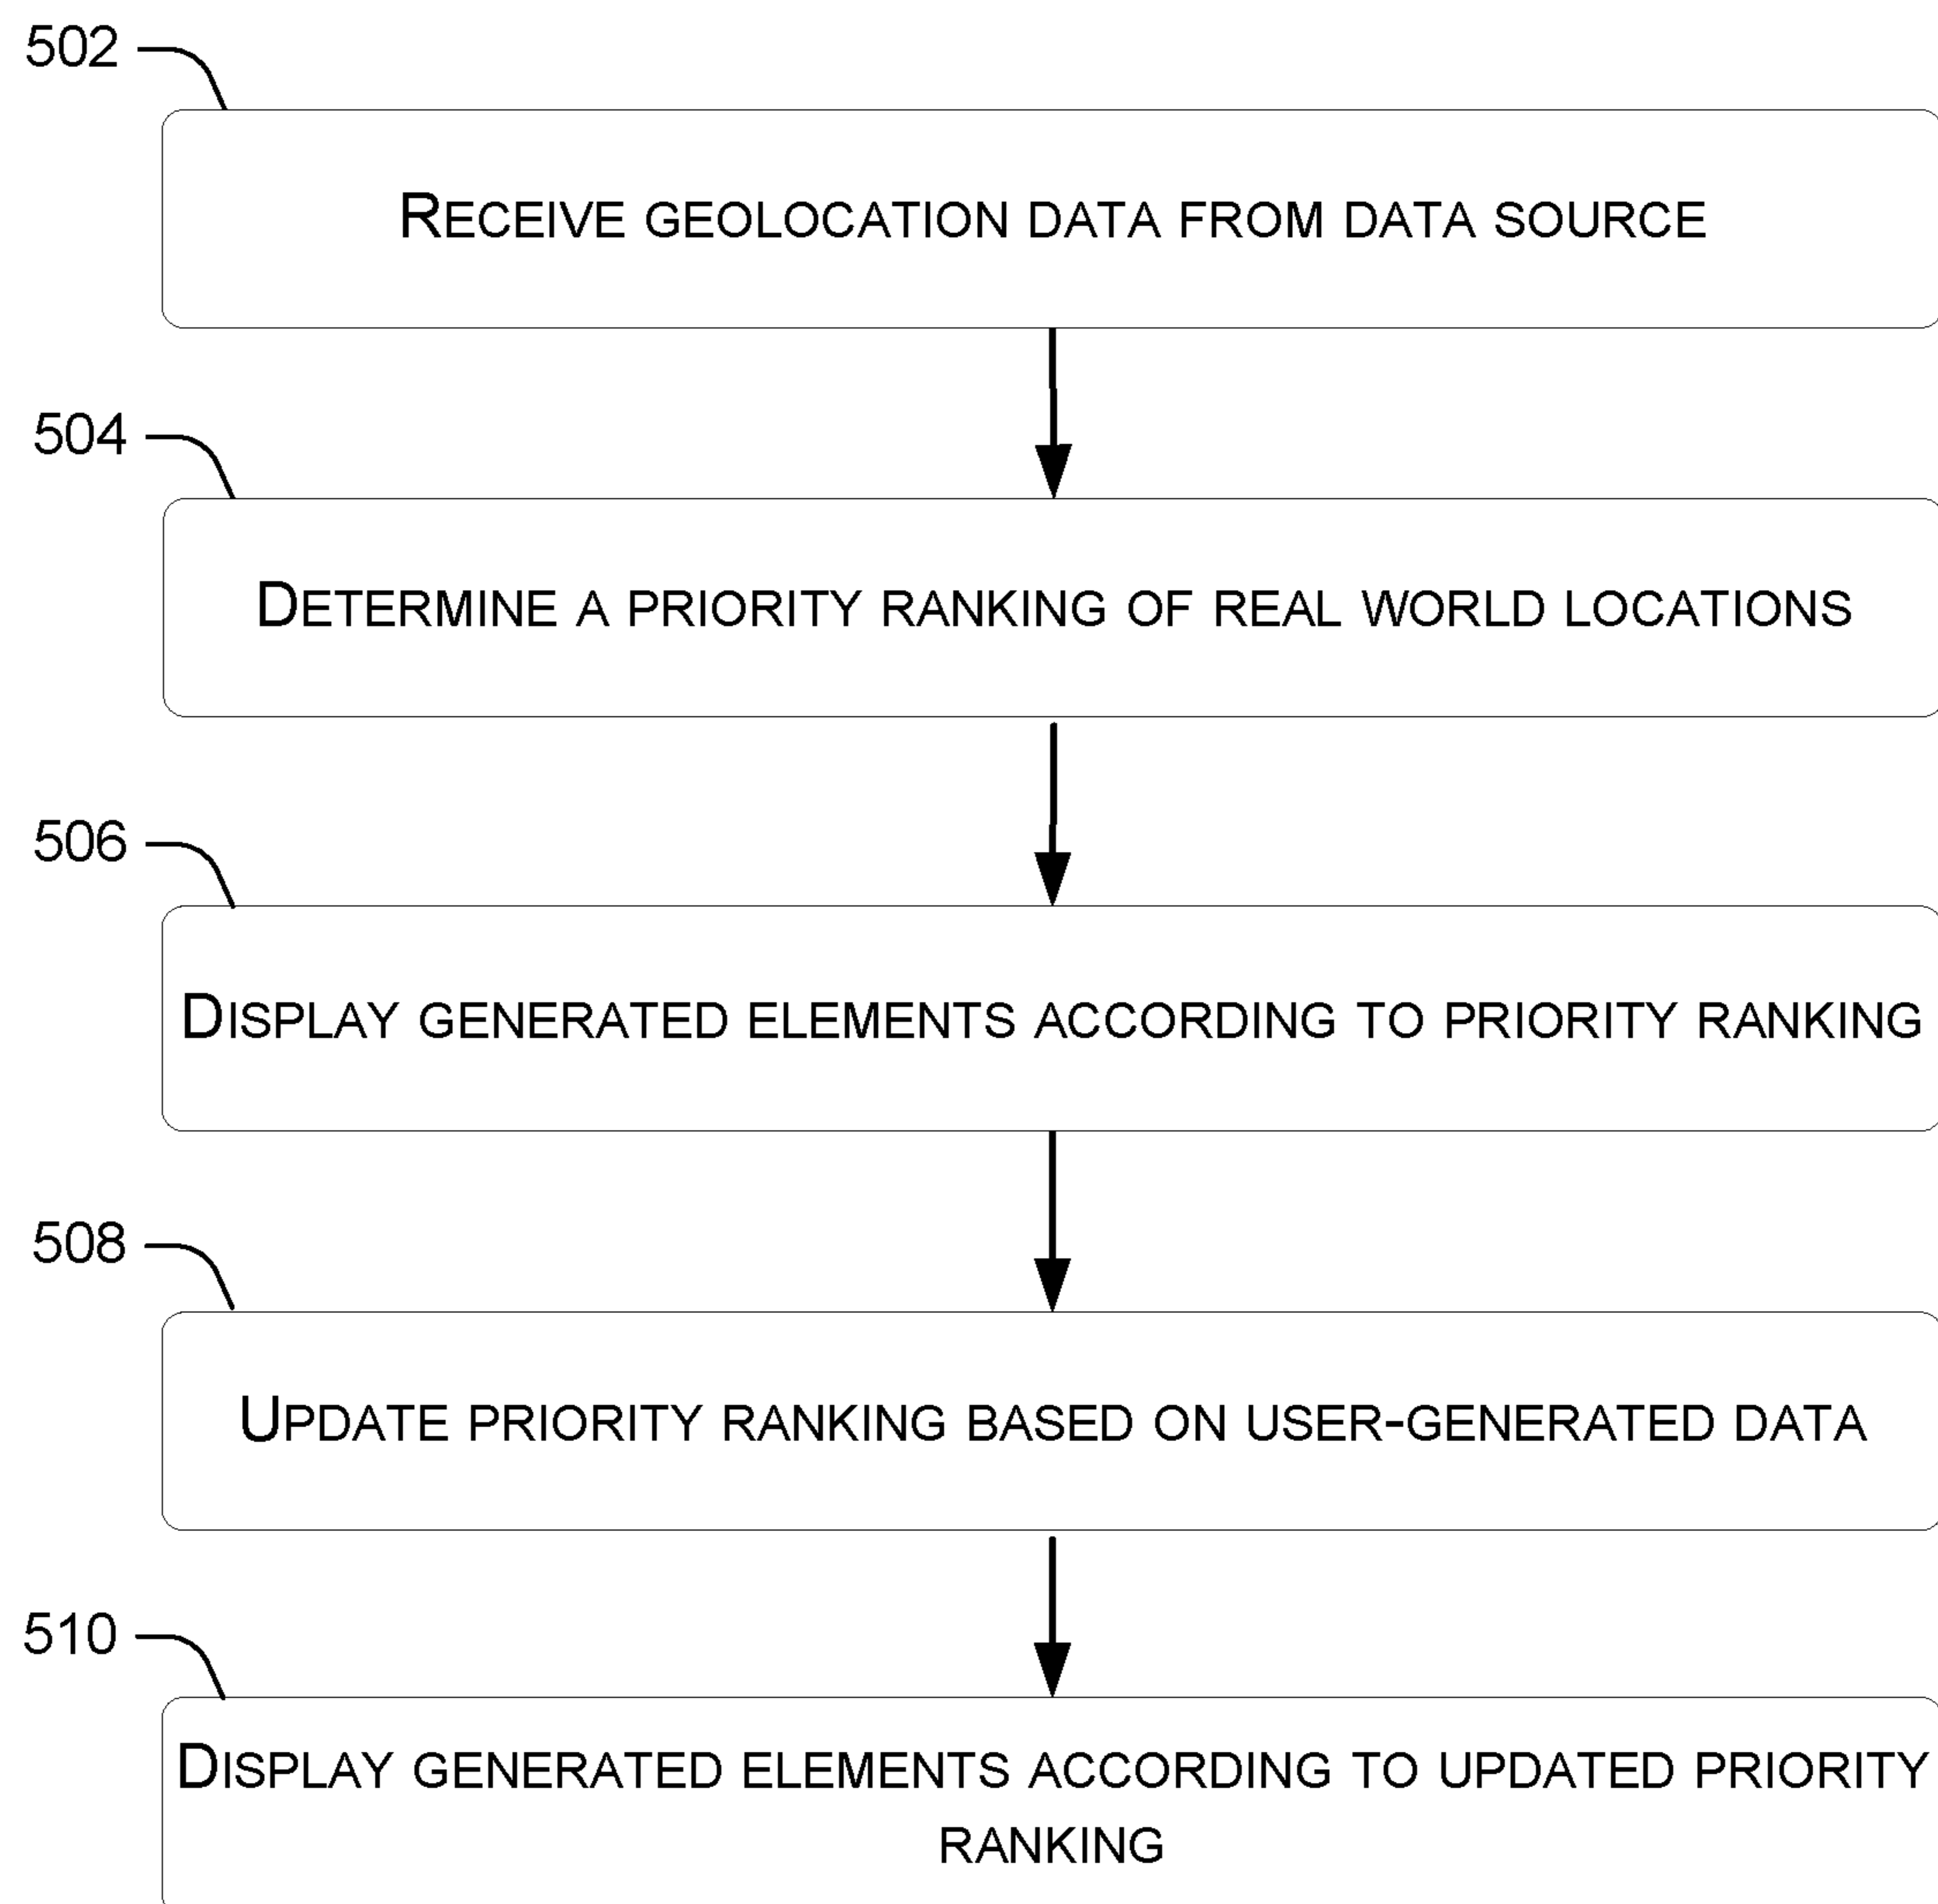 502
RECEIVE GEOLOCATION DATA FROM DATA SOURCE
504
DETERMINE A PRIORITY RANKING OF REAL WORLD LOCATIONS
506
DISPLAY GENERATED ELEMENTS ACCORDING TO PRIORITY RANKING
508
UPDATE PRIORITY RANKING BASED ON USER-GENERATED DATA
510
DISPLAY GENERATED ELEMENTS ACCORDING TO UPDATED PRIORITY
RANKING